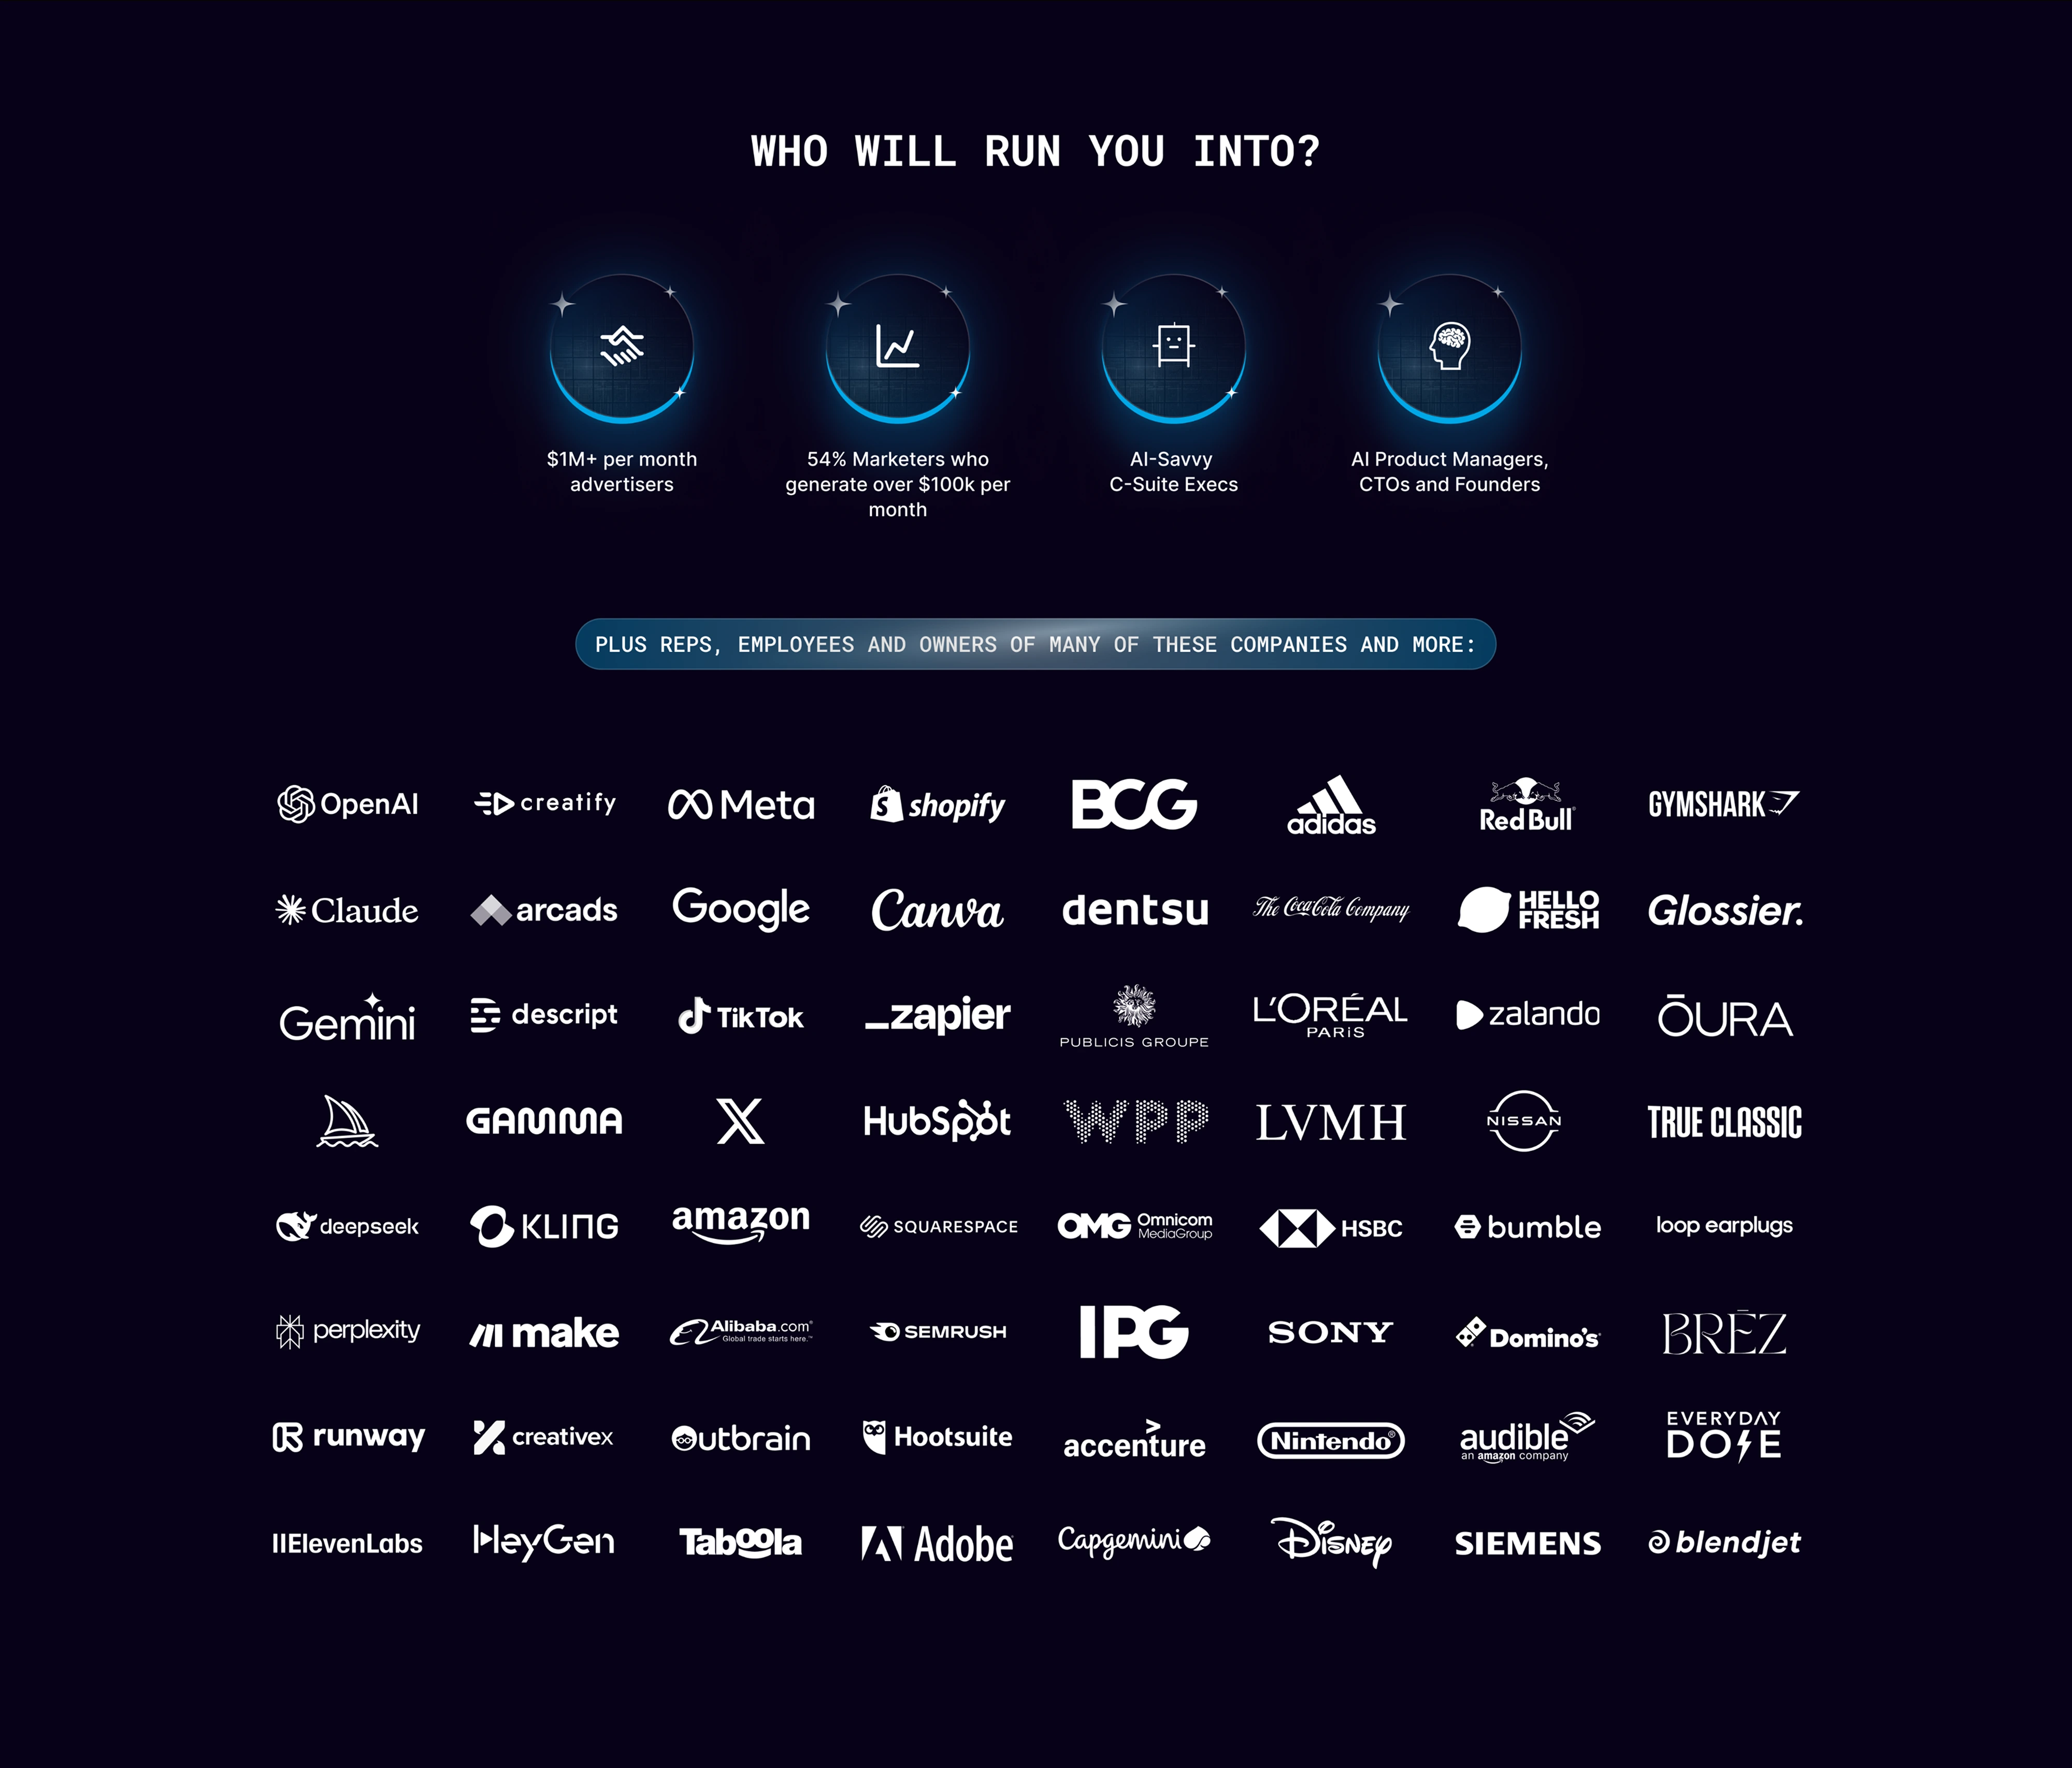 WHO WILL RUN YOU INTO?
$1M+ per month
advertisers
54% Marketers who
generate over $100k per
month
AI-Savvy
C-Suite Execs
AI Product Managers,
CTOs and Founders
PLUS REPS, EMPLOYEES AND OWNERS OF MANY OF THESE COMPANIES AND MORE:
OpenAI
creatify
Meta
shopify
BCG
adidas
Red Bull
GYMSHARK
Claude
arcads
Google
Canva
dentsu
The Coca-Cola Company
HELLO
FRESH
Glossier.
Gemini
descript
TikTok
_zapier
PUBLICIS GROUPE
L'ORÉAL
PARiS
zalando
ŌURA
GAMMA
X
HubSpot
WPP
LVMH
NISSAN
TRUE CLASSIC
deepseek
KLING
amazon
SQUARESPACE
OMG Omnicom
MediaGroup
HSBC
bumble
loop earplugs
perplexity
make
Alibaba.com®
Global trade starts here.™
SEMRUSH
IPG
SONY
Domino's
BRĒZ
runway
creativex
Outbrain
Hootsuite
accenture
Nintendo®
audible
an amazon company
EVERYDAY
DOSE
IIElevenLabs
HeyGen
Taboola
Adobe
Capgemini
Disney
SIEMENS
blendjet